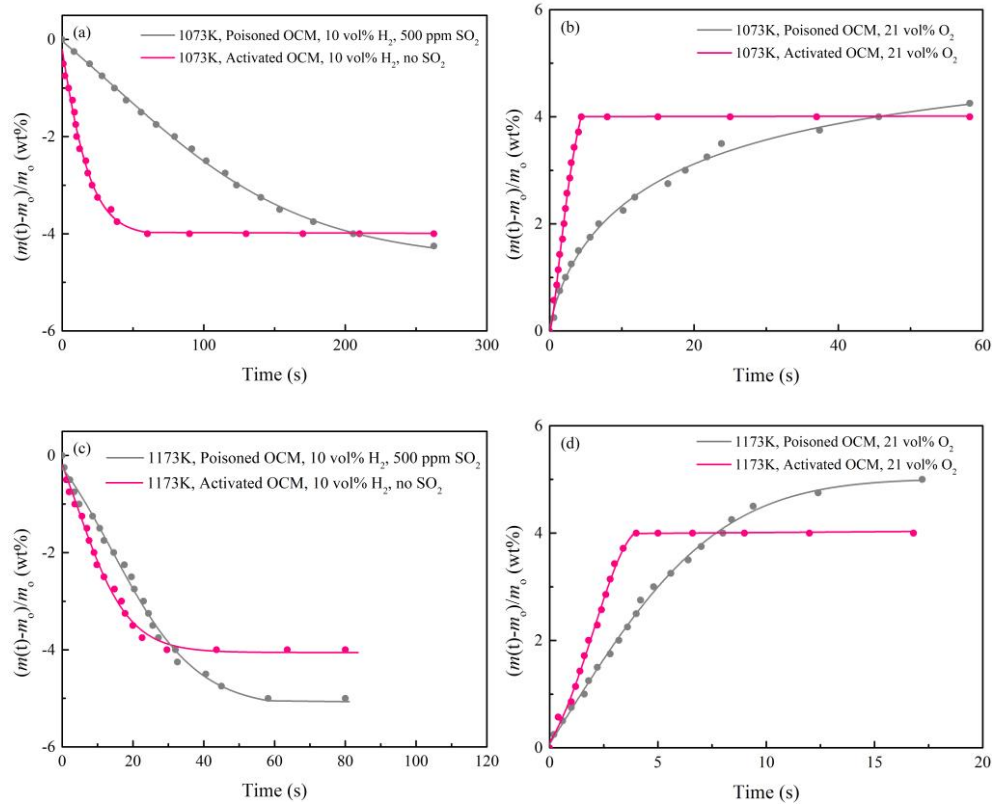 (a)
1073K, Poisoned OCM, 10 vol% H₂, 500 ppm SO₂
1073K, Activated OCM, 10 vol% H₂, no SO₂
0
-2
-4
-6
(m(t)-mₒ)/mₒ (wt%)
0 100 200 300
Time (s)
(b)
1073K, Poisoned OCM, 21 vol% O₂
1073K, Activated OCM, 21 vol% O₂
6
4
2
0
(m(t)-mₒ)/mₒ (wt%)
0 20 40 60
Time (s)
(c)
1173K, Poisoned OCM, 10 vol% H₂, 500 ppm SO₂
1173K, Activated OCM, 10 vol% H₂, no SO₂
0
-2
-4
-6
(m(t)-mₒ)/mₒ (wt%)
0 20 40 60 80 100 120
Time (s)
(d)
1173K, Poisoned OCM, 21 vol% O₂
1173K, Activated OCM, 21 vol% O₂
6
4
2
0
(m(t)-mₒ)/mₒ (wt%)
0 5 10 15 20
Time (s)